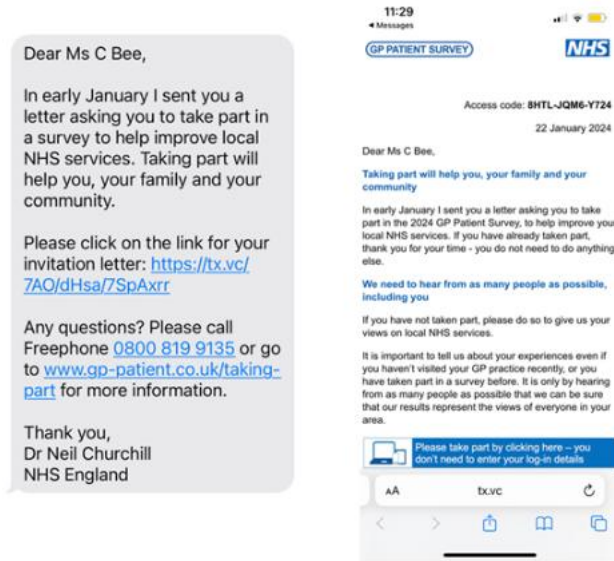 Dear Ms C Bee,
In early January I sent you a
letter asking you to take part in
a survey to help improve local
NHS services. Taking part will
help you, your family and your
community.
Please click on the link for your
invitation letter: https://tx.vc/
7AO/dHsa/7SpAxrr
Any questions? Please call
Freephone 0800 819 9135 or go
to www.gp-patient.co.uk/taking-
part for more information.
Thank you,
Dr Neil Churchill
NHS England
11:29
◀ Messages
GP PATIENT SURVEY
NHS
Access code: 8HTL-JQM6-Y724
22 January 2024
Dear Ms C Bee,
Taking part will help you, your family and your
community
In early January I sent you a letter asking you to take
part in the 2024 GP Patient Survey, to help improve you
local NHS services. If you have already taken part,
thank you for your time - you do not need to do anything
else.
We need to hear from as many people as possible,
including you
If you have not taken part, please do so to give us your
views on local NHS services.
It is important to tell us about your experiences even if
you haven't visited your GP practice recently, or you
have taken part in a survey before. It is only by hearing
from as many people as possible that we can be sure
that our results represent the views of everyone in your
area.
Please take part by clicking here – you
don't need to enter your log-in details
AA
tx.vc